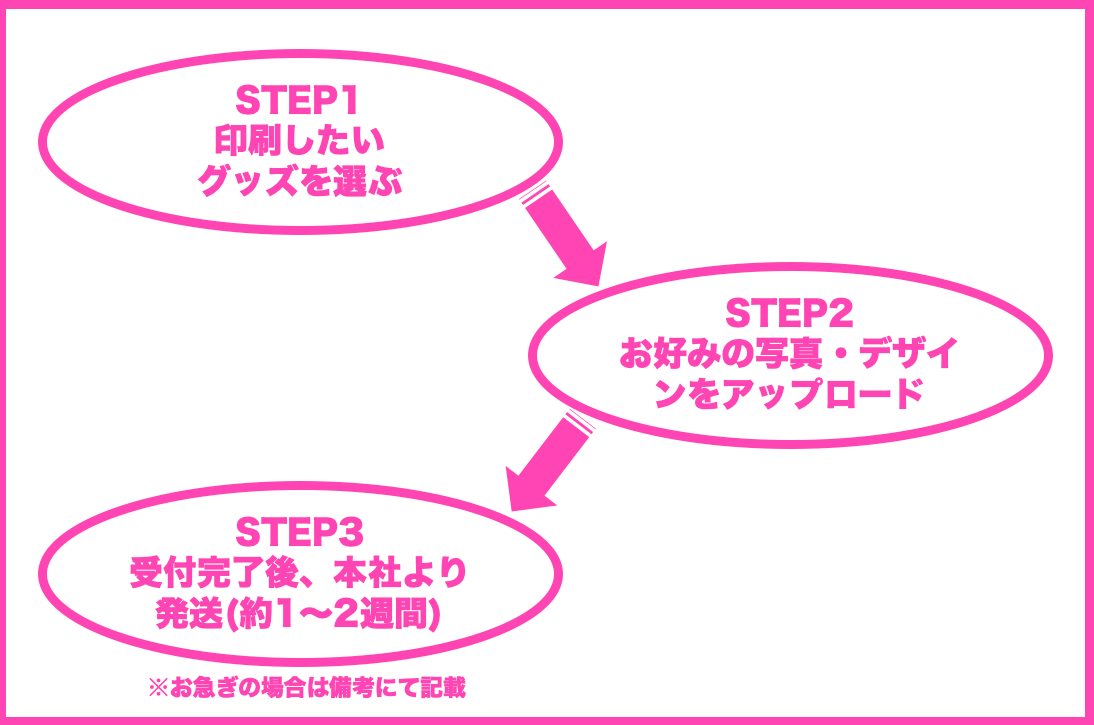 STEP1
印刷したい
グッズを選ぶ
STEP2
お好みの写真・デザイ
ンをアップロード
STEP3
受付完了後、本社より
発送(約1〜2週間)
※お急ぎの場合は備考にて記載